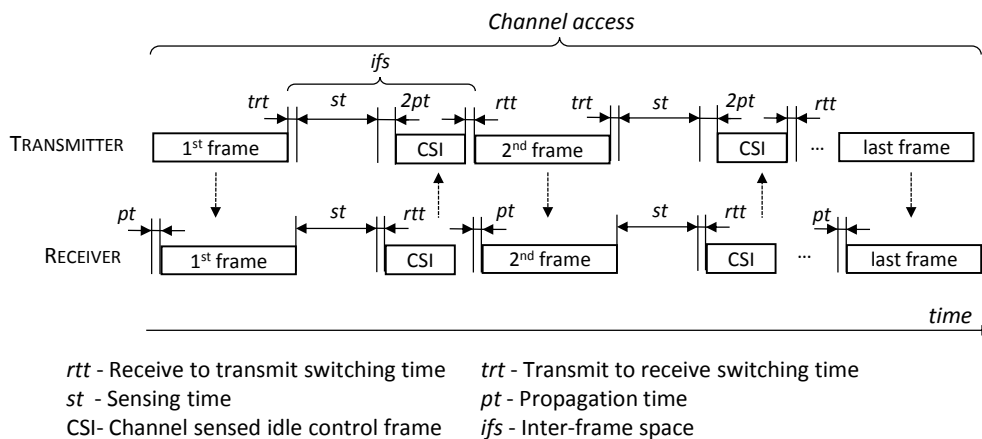 Channel access
ifs
trt st 2pt rtt trt st 2pt rtt
TRANSMITTER 1st frame CSI 2nd frame CSI ... last frame
pt st rtt pt st rtt pt
RECEIVER 1st frame CSI 2nd frame CSI ... last frame
time
rtt - Receive to transmit switching time trt - Transmit to receive switching time
st - Sensing time pt - Propagation time
CSI- Channel sensed idle control frame ifs - Inter-frame space